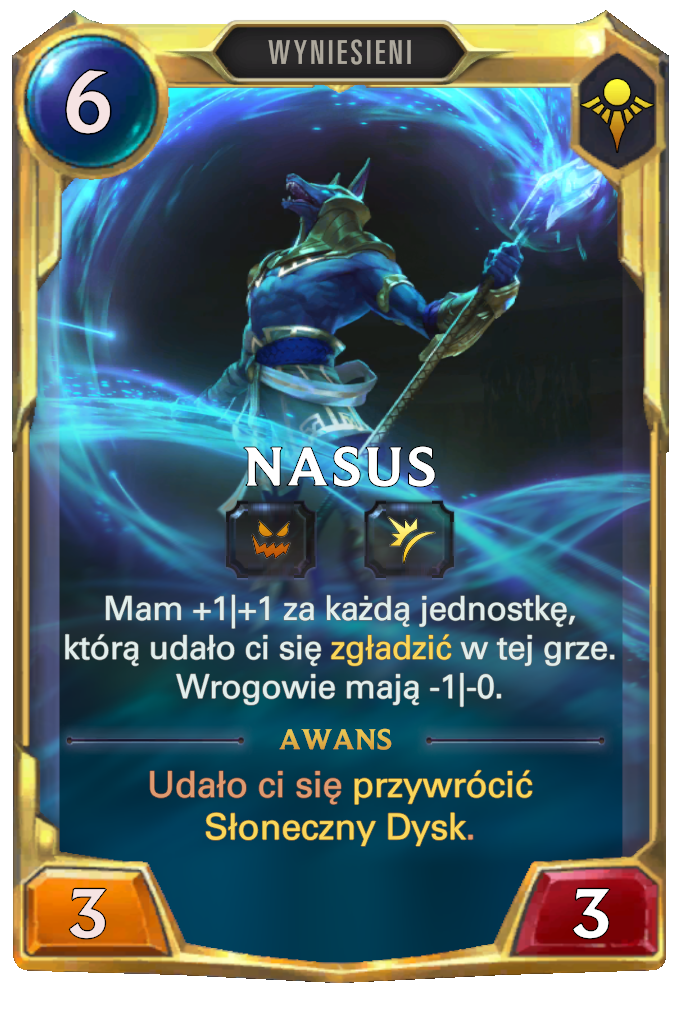 WYNIESIENI
6
NASUS
Mam +1|+1 za każdą jednostkę,
którą udało ci się zgładzić w tej grze.
Wrogowie mają -1|-0.
AWANS
Udało ci się przywrócić
Słoneczny Dysk.
3
3